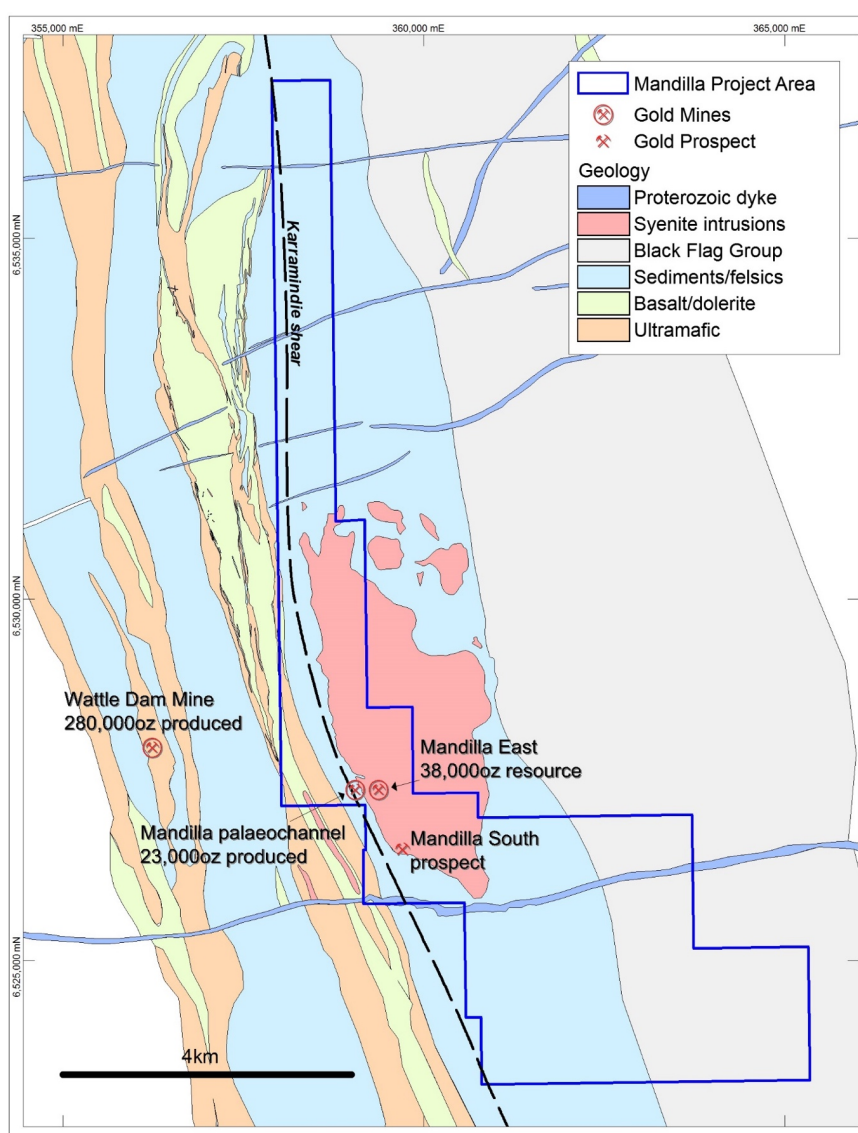 355,000 mE
360,000 mE
365,000 mE
Mandilla Project Area
Gold Mines
Gold Prospect
Geology
Proterozoic dyke
Syenite intrusions
Black Flag Group
Sediments/felsics
Basalt/dolerite
Ultramafic
6,535,000 mN
Karramindie shear
6,530,000 mN
Wattle Dam Mine
280,000oz produced
Mandilla East
38,000oz resource
Mandilla palaeochannel
23,000oz produced
Mandilla South
prospect
6,525,000 mN
4km